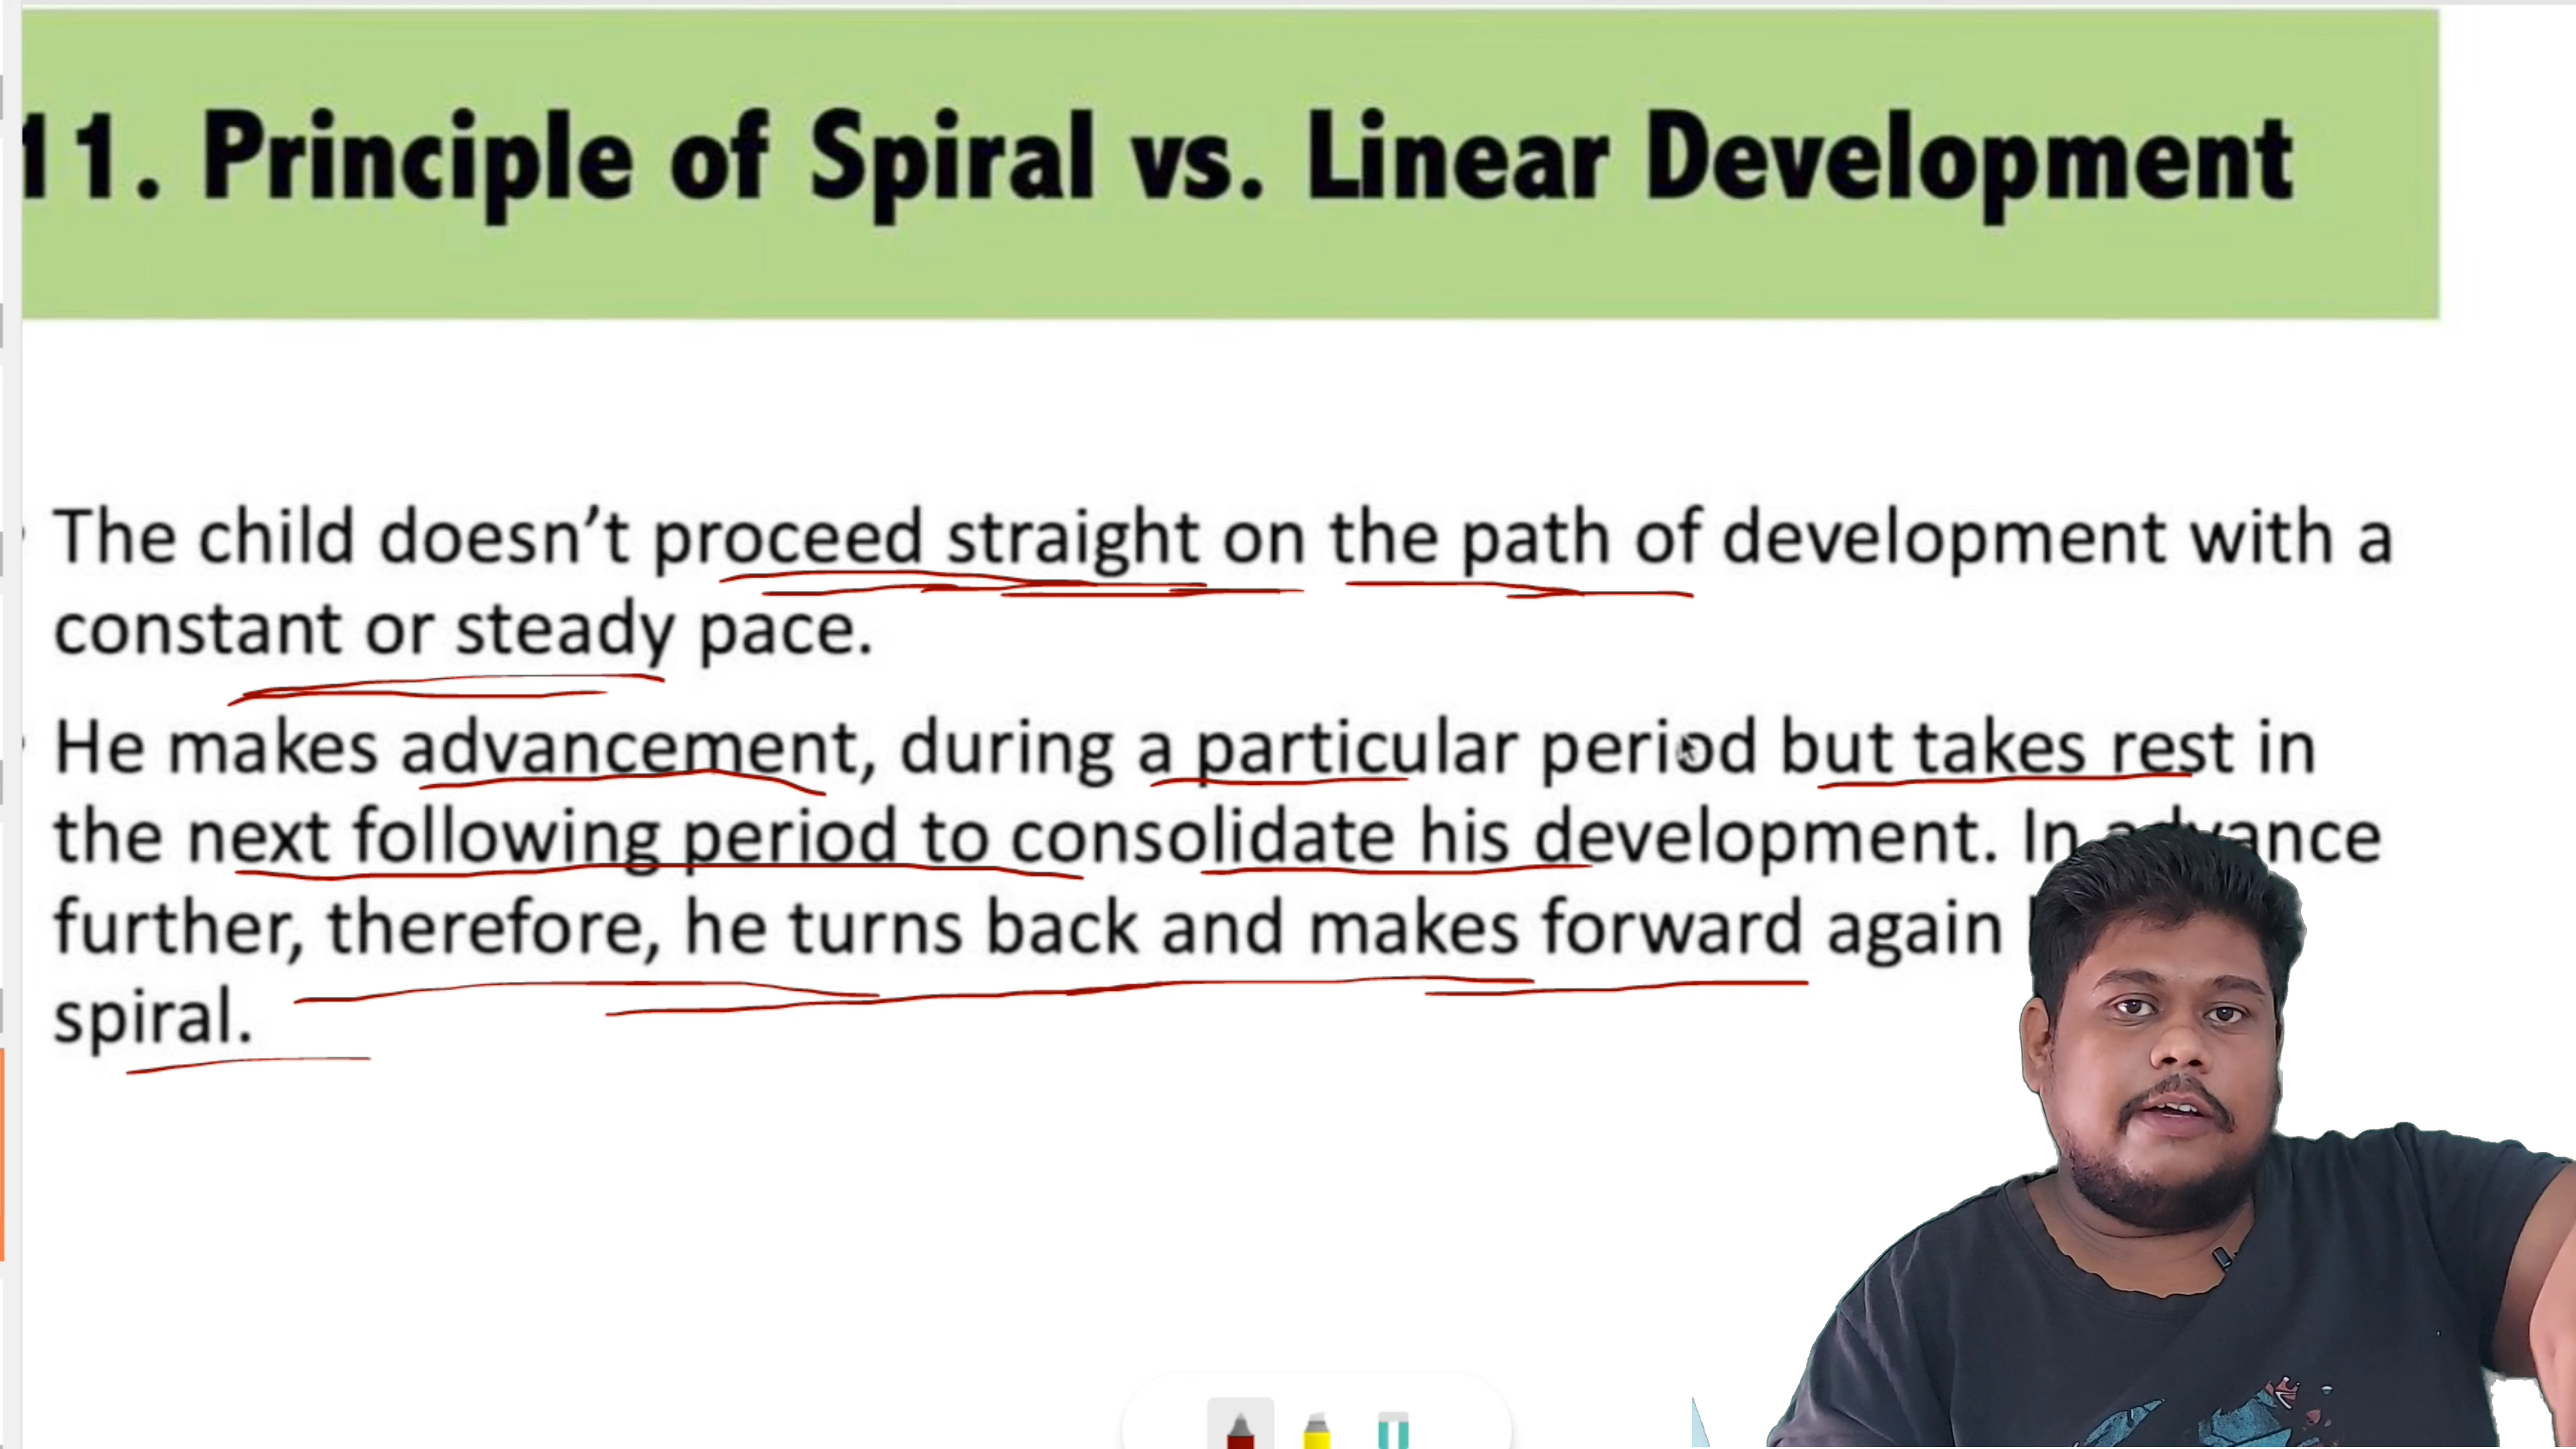 11. Principle of Spiral vs. Linear Development
The child doesn’t proceed straight on the path of development with a
constant or steady pace.
He makes advancement, during a particular period but takes rest in
the next following period to consolidate his development. In advance
further, therefore, he turns back and makes forward again
spiral.